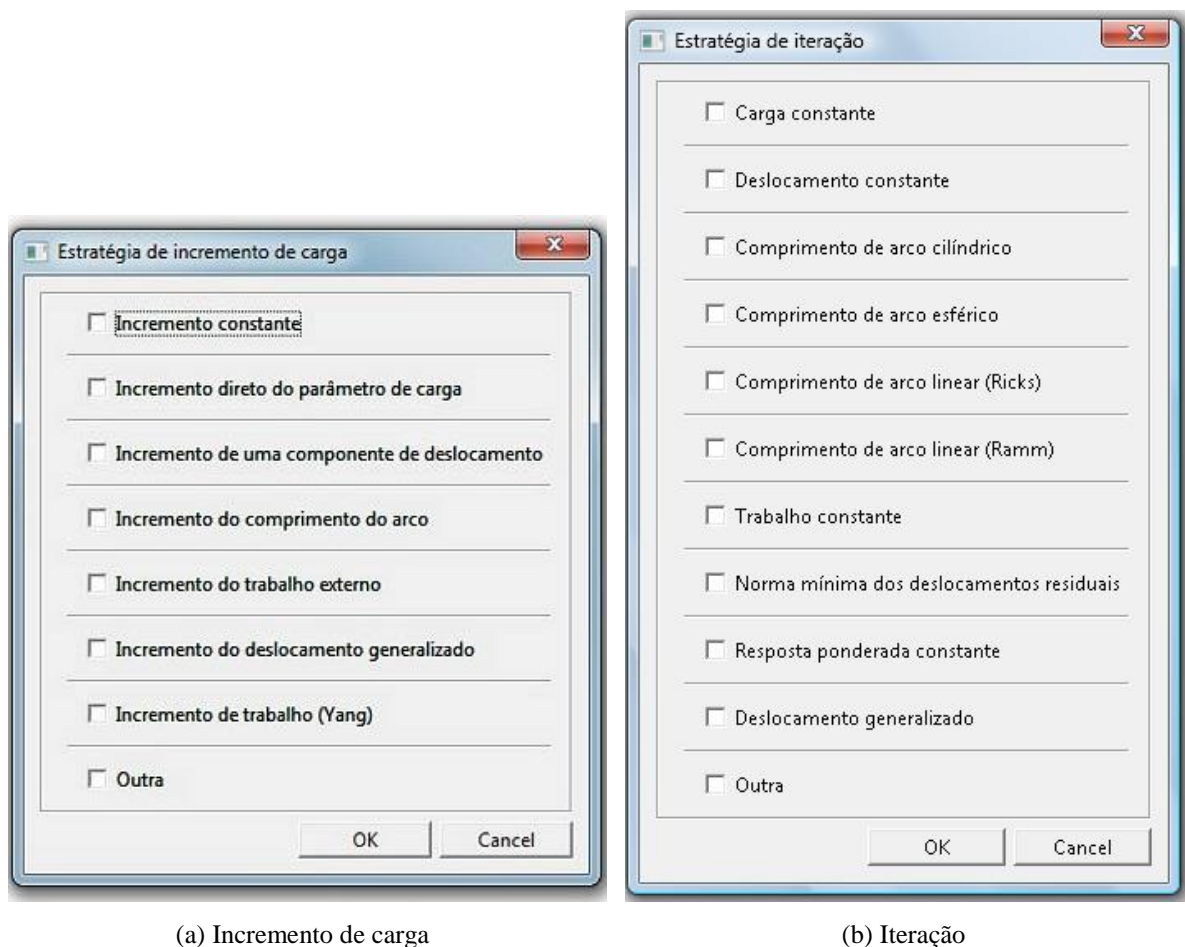 Estratégia de incremento de carga
Incremento constante
Incremento direto do parâmetro de carga
Incremento de uma componente de deslocamento
Incremento do comprimento do arco
Incremento do trabalho externo
Incremento do deslocamento generalizado
Incremento de trabalho (Yang)
Outra
OK Cancel
(a) Incremento de carga
Estratégia de iteração
Carga constante
Deslocamento constante
Comprimento de arco cilíndrico
Comprimento de arco esférico
Comprimento de arco linear (Ricks)
Comprimento de arco linear (Ramm)
Trabalho constante
Norma mínima dos deslocamentos residuais
Resposta ponderada constante
Deslocamento generalizado
Outra
OK Cancel
(b) Iteração